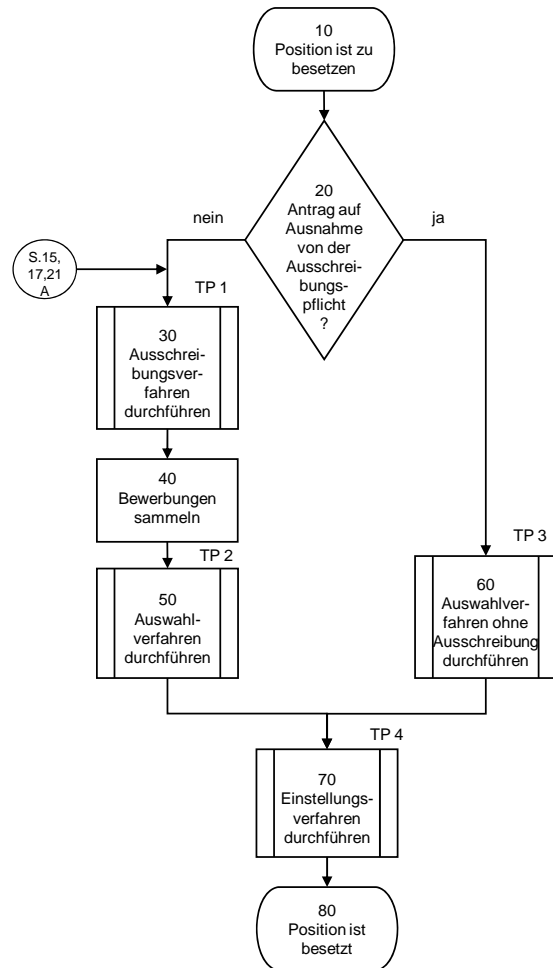 10
Position ist zu
besetzen
20
Antrag auf
Ausnahme
von der
Ausschrei-
bungsp
flicht
?
nein
ja
S.15,
17,21
A
TP 1
30
Ausschrei-
bungsver-
fahren
durchführen
40
Bewerbungen
sammeln
TP 2
50
Auswahl-
verfahren
durchführen
TP 3
60
Auswahlver-
fahren ohne
Ausschreibung
durchführen
TP 4
70
Einstellungs-
verfahren
durchführen
80
Position ist
besetzt